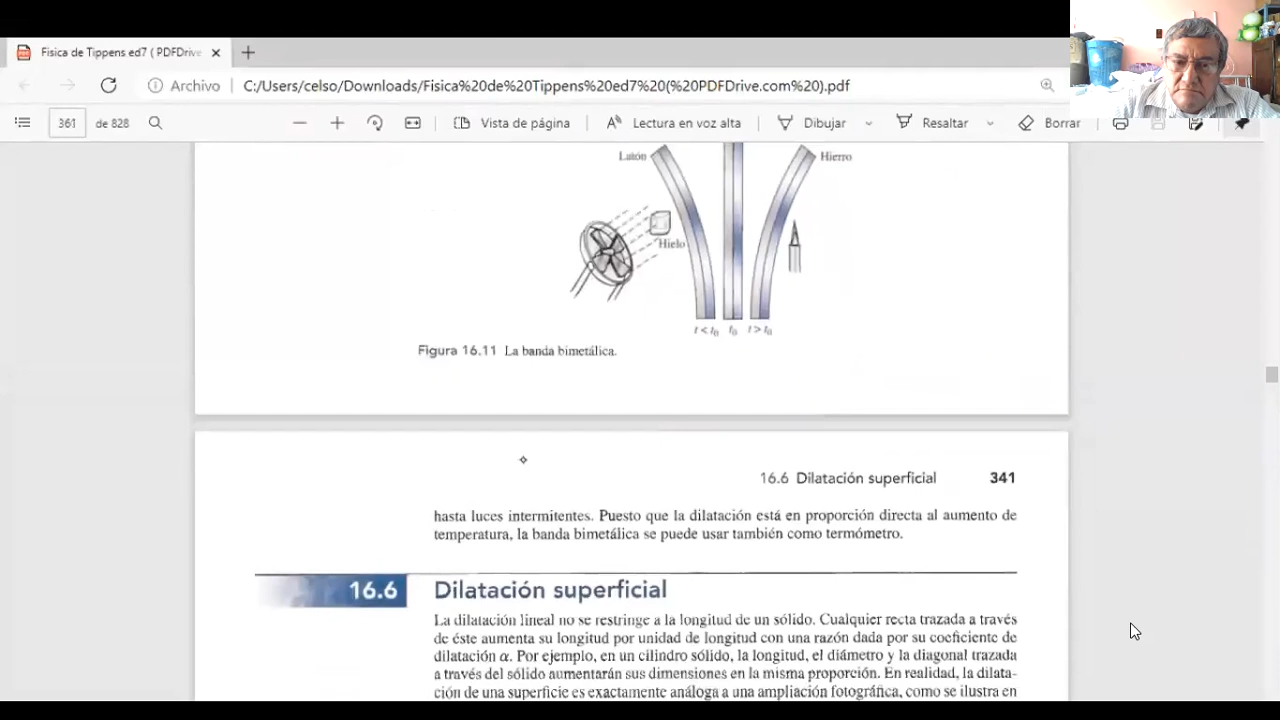 Fisica de Tippens ed7 ( PDFDrive
Archivo
C:/Users/celso/Downloads/Fisica%20de%20Tippens%20ed7%20(%20PDFDrive.com%20).pdf
361 de 828
Vista de página
Lectura en voz alta
Dibujar
Resaltar
Borrar
Latón
Hierro
Hielo
t < t₀ t₀ t > t₀
Figura 16.11 La banda bimetálica.
16.6 Dilatación superficial 341
hasta luces intermitentes. Puesto que la dilatación está en proporción directa al aumento de
temperatura, la banda bimetálica se puede usar también como termómetro.
16.6 Dilatación superficial
La dilatación lineal no se restringe a la longitud de un sólido. Cualquier recta trazada a través
de éste aumenta su longitud por unidad de longitud con una razón dada por su coeficiente de
dilatación α. Por ejemplo, en un cilindro sólido, la longitud, el diámetro y la diagonal trazada
a través del sólido aumentarán sus dimensiones en la misma proporción. En realidad, la dilata-
ción de una superficie es exactamente análoga a una ampliación fotográfica, como se ilustra en